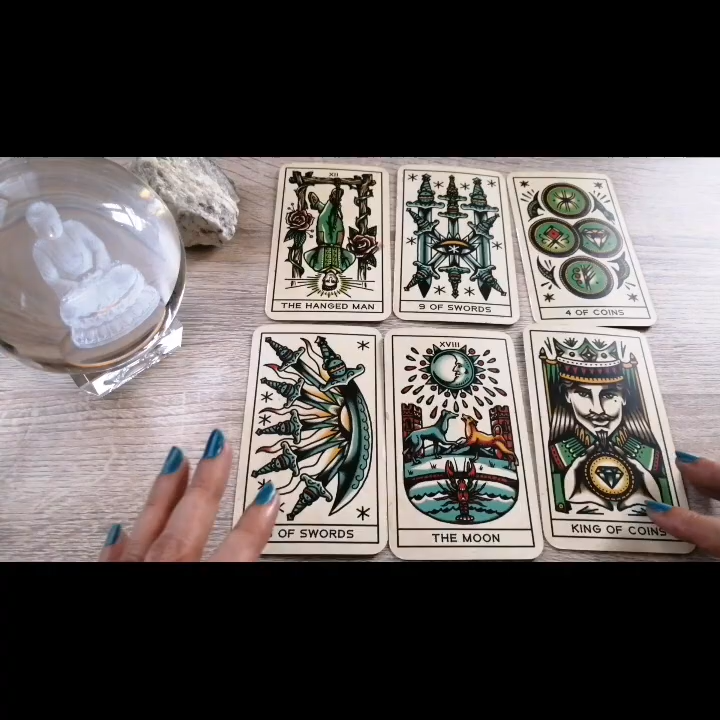 XII
THE HANGED MAN
9 OF SWORDS
4 OF COINS
OF SWORDS
XVIII
THE MOON
KING OF COINS